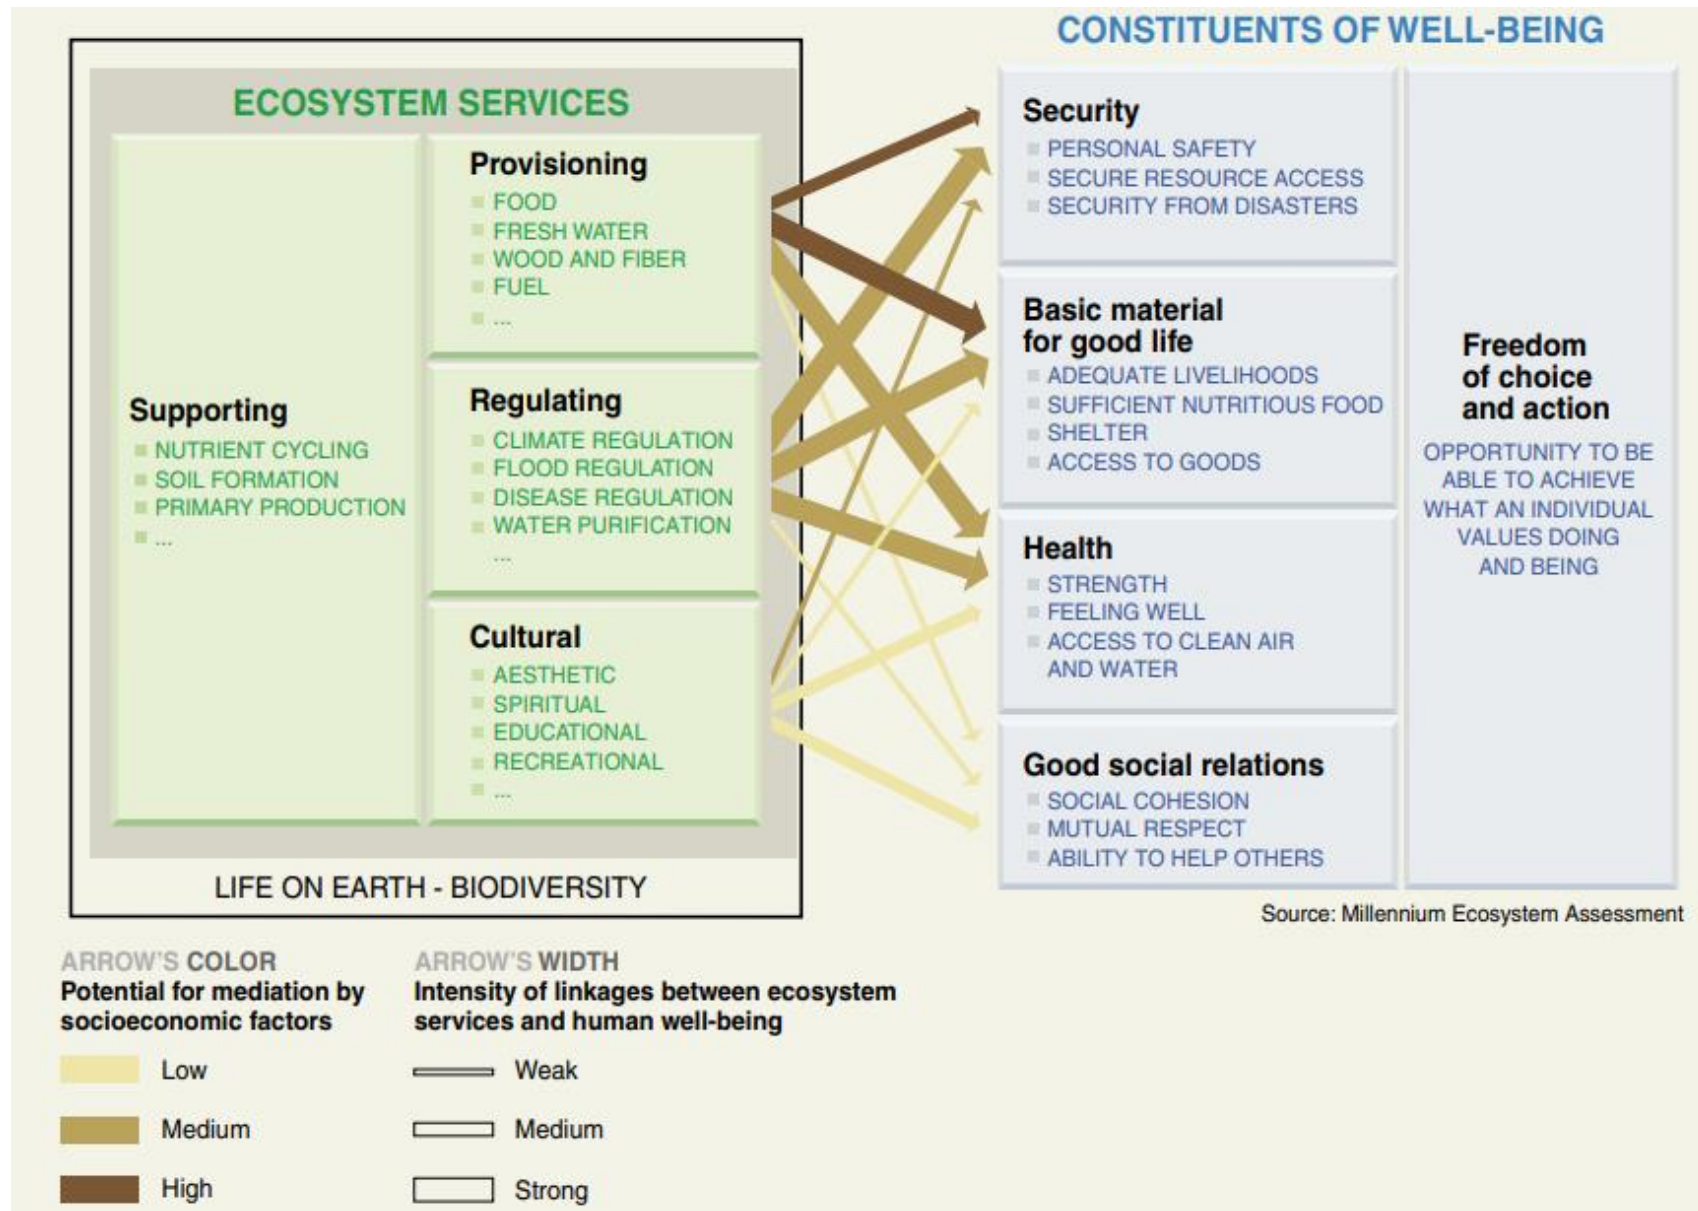 CONSTITUENTS OF WELL-BEING
ECOSYSTEM SERVICES
Supporting
NUTRIENT CYCLING
SOIL FORMATION
PRIMARY PRODUCTION
...
Provisioning
FOOD
FRESH WATER
WOOD AND FIBER
FUEL
...
Regulating
CLIMATE REGULATION
FLOOD REGULATION
DISEASE REGULATION
WATER PURIFICATION
...
Cultural
AESTHETIC
SPIRITUAL
EDUCATIONAL
RECREATIONAL
...
LIFE ON EARTH - BIODIVERSITY
Security
PERSONAL SAFETY
SECURE RESOURCE ACCESS
SECURITY FROM DISASTERS
Basic material
for good life
ADEQUATE LIVELIHOODS
SUFFICIENT NUTRITIOUS FOOD
SHELTER
ACCESS TO GOODS
Health
STRENGTH
FEELING WELL
ACCESS TO CLEAN AIR
AND WATER
Good social relations
SOCIAL COHESION
MUTUAL RESPECT
ABILITY TO HELP OTHERS
Freedom
of choice
and action
OPPORTUNITY TO BE
ABLE TO ACHIEVE
WHAT AN INDIVIDUAL
VALUES DOING
AND BEING
Source: Millennium Ecosystem Assessment
ARROW'S COLOR
Potential for mediation by
socioeconomic factors
Low
Medium
High
ARROW'S WIDTH
Intensity of linkages between ecosystem
services and human well-being
Weak
Medium
Strong